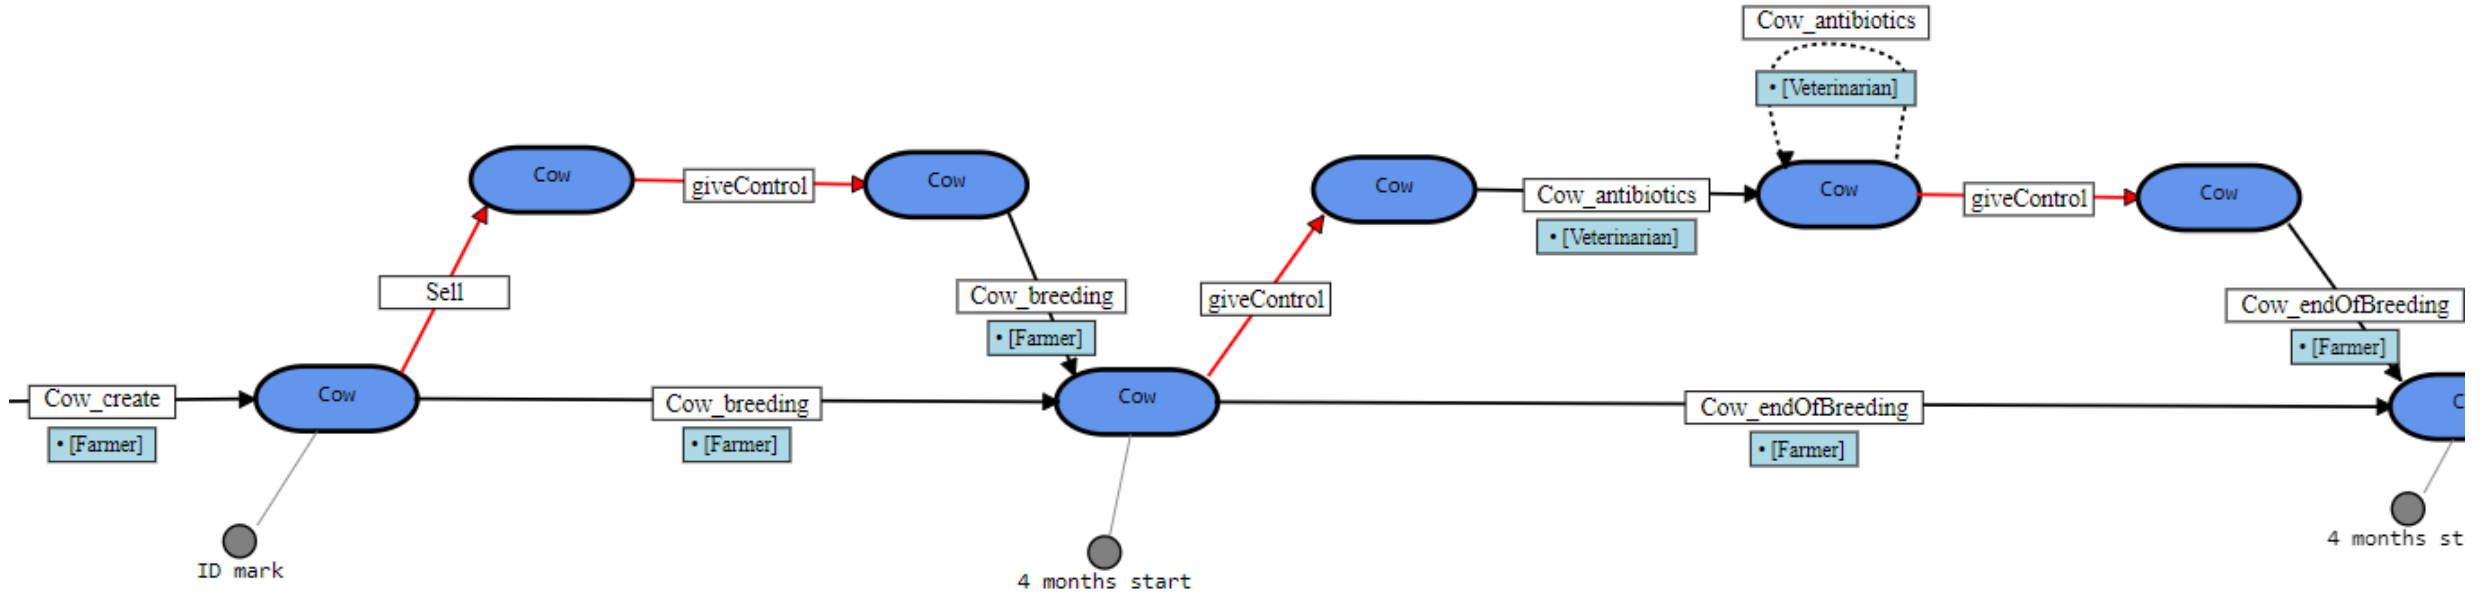 Cow_antibiotics
• [Veterinarian]
Cow
giveControl
Cow
Cow
Cow_antibiotics
• [Veterinarian]
Cow
giveControl
Cow
Sell
Cow_breeding
• [Farmer]
giveControl
Cow_endOfBreeding
• [Farmer]
Cow_create
• [Farmer]
Cow
Cow_breeding
• [Farmer]
Cow
Cow_endOfBreeding
• [Farmer]
C
ID mark
4 months start
4 months st